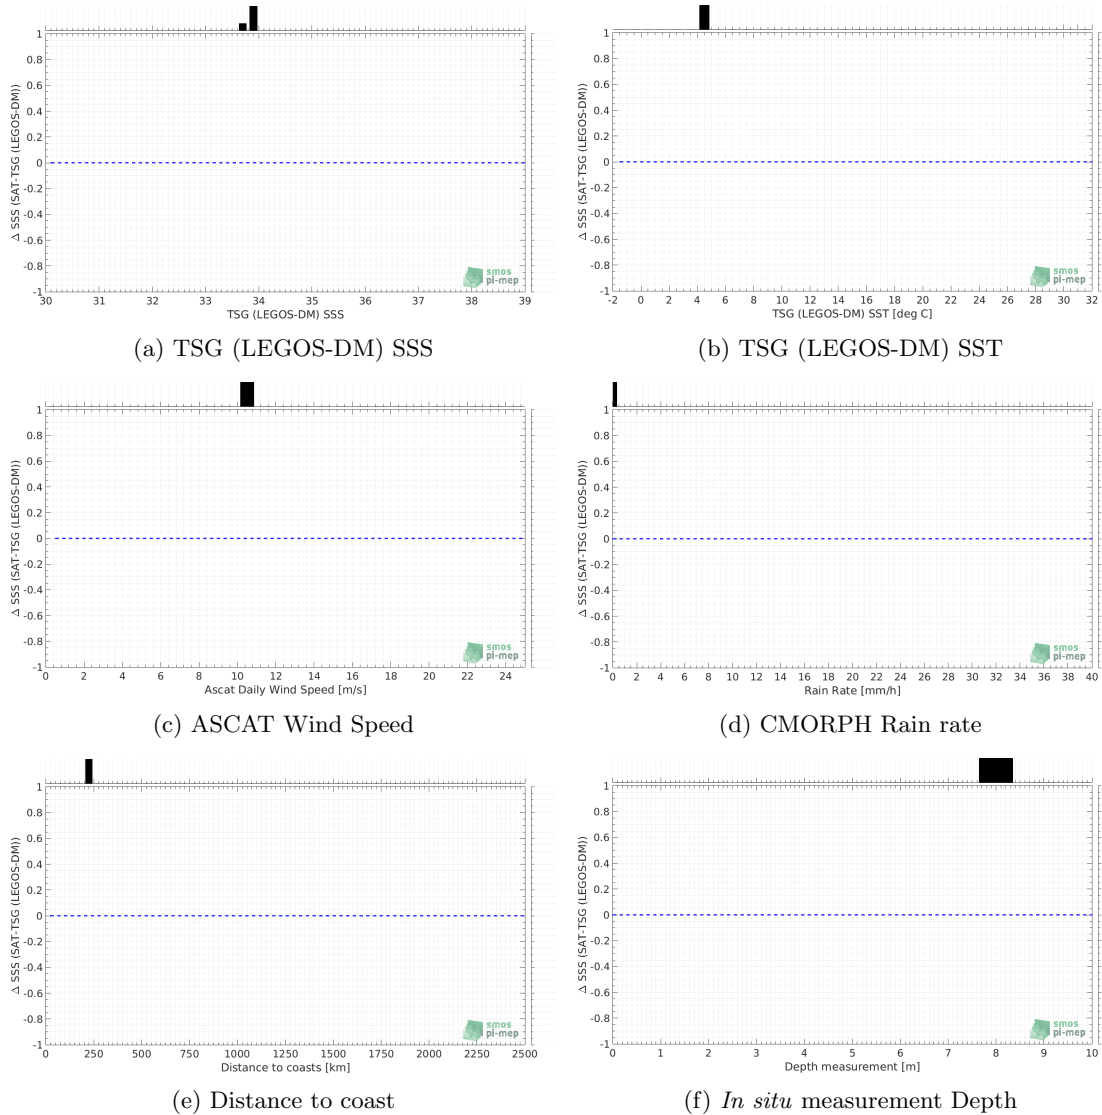 1
0.8
0.6
0.4
0.2
0
-0.2
-0.4
-0.6
-0.8
-1
Δ SSS (SAT-TSG (LEGOS-DM))
smos
pi-mep
30 31 32 33 34 35 36 37 38 39
TSG (LEGOS-DM) SSS
(a) TSG (LEGOS-DM) SSS
1
0.8
0.6
0.4
0.2
0
-0.2
-0.4
-0.6
-0.8
-1
Δ SSS (SAT-TSG (LEGOS-DM))
smos
pi-mep
-2 0 2 4 6 8 10 12 14 16 18 20 22 24 26 28 30 32
TSG (LEGOS-DM) SST [deg C]
(b) TSG (LEGOS-DM) SST
1
0.8
0.6
0.4
0.2
0
-0.2
-0.4
-0.6
-0.8
-1
Δ SSS (SAT-TSG (LEGOS-DM))
smos
pi-mep
0 2 4 6 8 10 12 14 16 18 20 22 24
Ascat Daily Wind Speed [m/s]
(c) ASCAT Wind Speed
1
0.8
0.6
0.4
0.2
0
-0.2
-0.4
-0.6
-0.8
-1
Δ SSS (SAT-TSG (LEGOS-DM))
smos
pi-mep
0 2 4 6 8 10 12 14 16 18 20 22 24 26 28 30 32 34 36 38 40
Rain Rate [mm/h]
(d) CMORPH Rain rate
1
0.8
0.6
0.4
0.2
0
-0.2
-0.4
-0.6
-0.8
-1
Δ SSS (SAT-TSG (LEGOS-DM))
smos
pi-mep
0 250 500 750 1000 1250 1500 1750 2000 2250 2500
Distance to coasts [km]
(e) Distance to coast
1
0.8
0.6
0.4
0.2
0
-0.2
-0.4
-0.6
-0.8
-1
Δ SSS (SAT-TSG (LEGOS-DM))
smos
pi-mep
0 1 2 3 4 5 6 7 8 9 10
Depth measurement [m]
(f) In situ measurement Depth